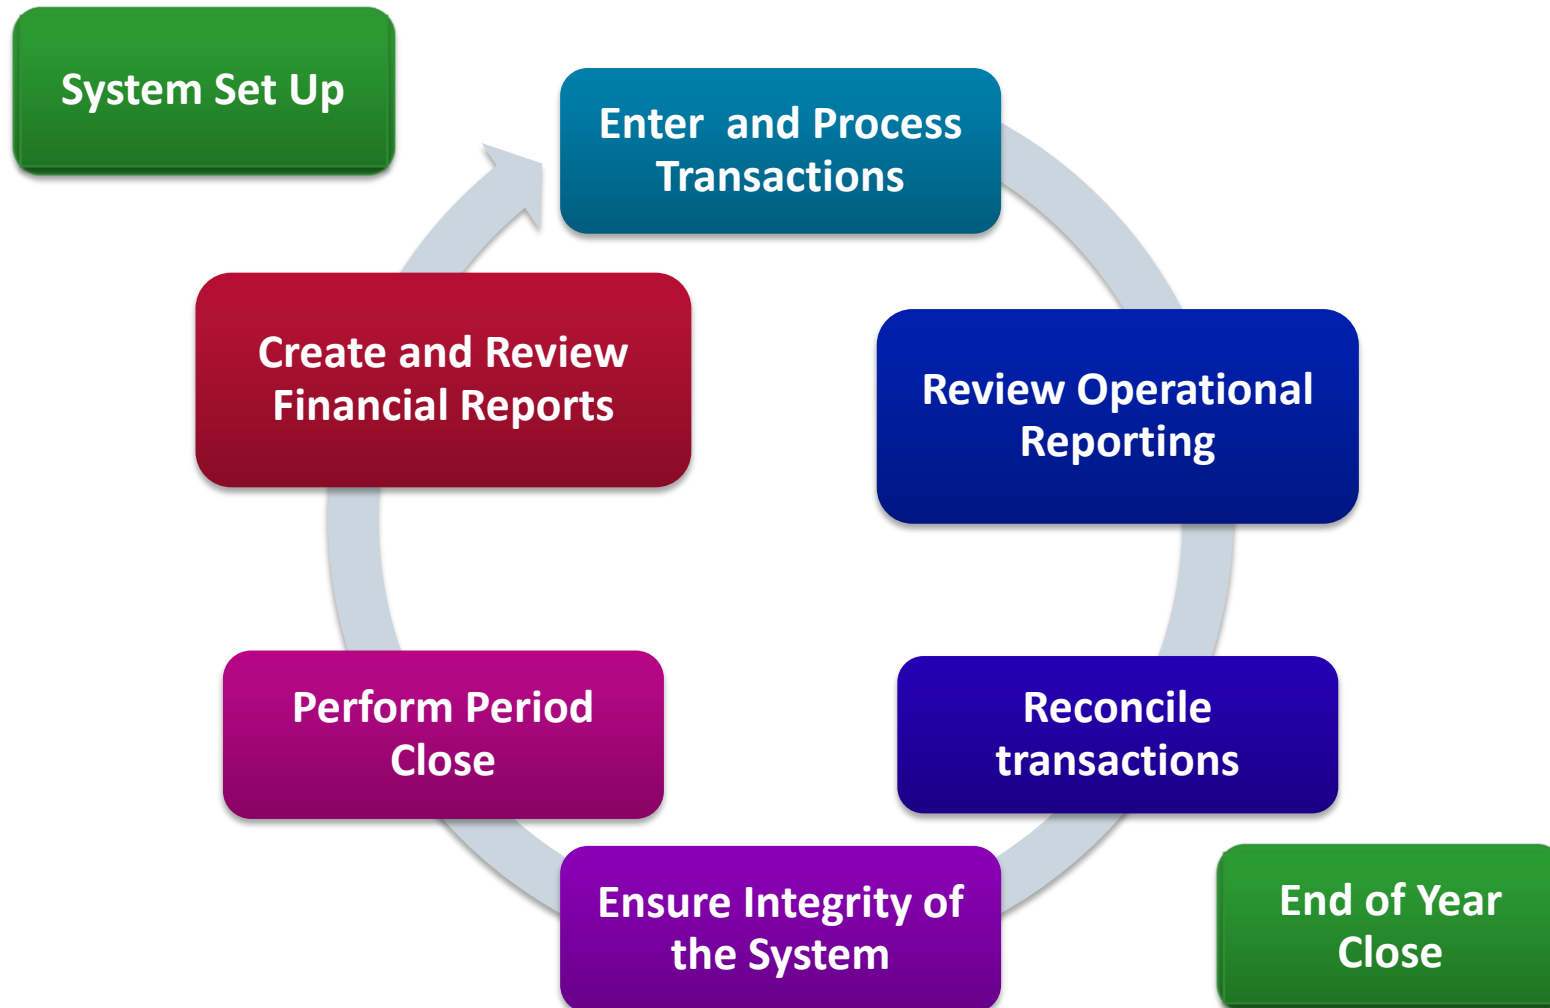 System Set Up
Enter  and Process
Transactions
Create and Review
Financial Reports
Review Operational
Reporting
Perform Period
Close
Reconcile
transactions
Ensure Integrity of
the System
End of Year
Close